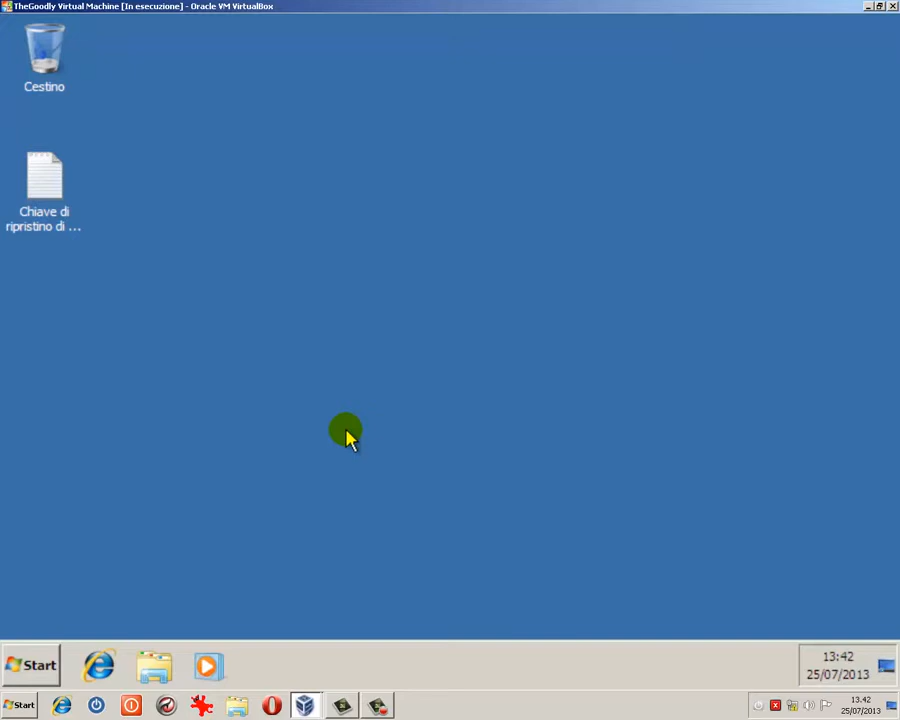 TheGoodly Virtual Machine [In esecuzione] - Oracle VM VirtualBox
Cestino
Chiave di
ripristino di ...
Start
13:42
25/07/2013
Start
13.42
25/07/2013